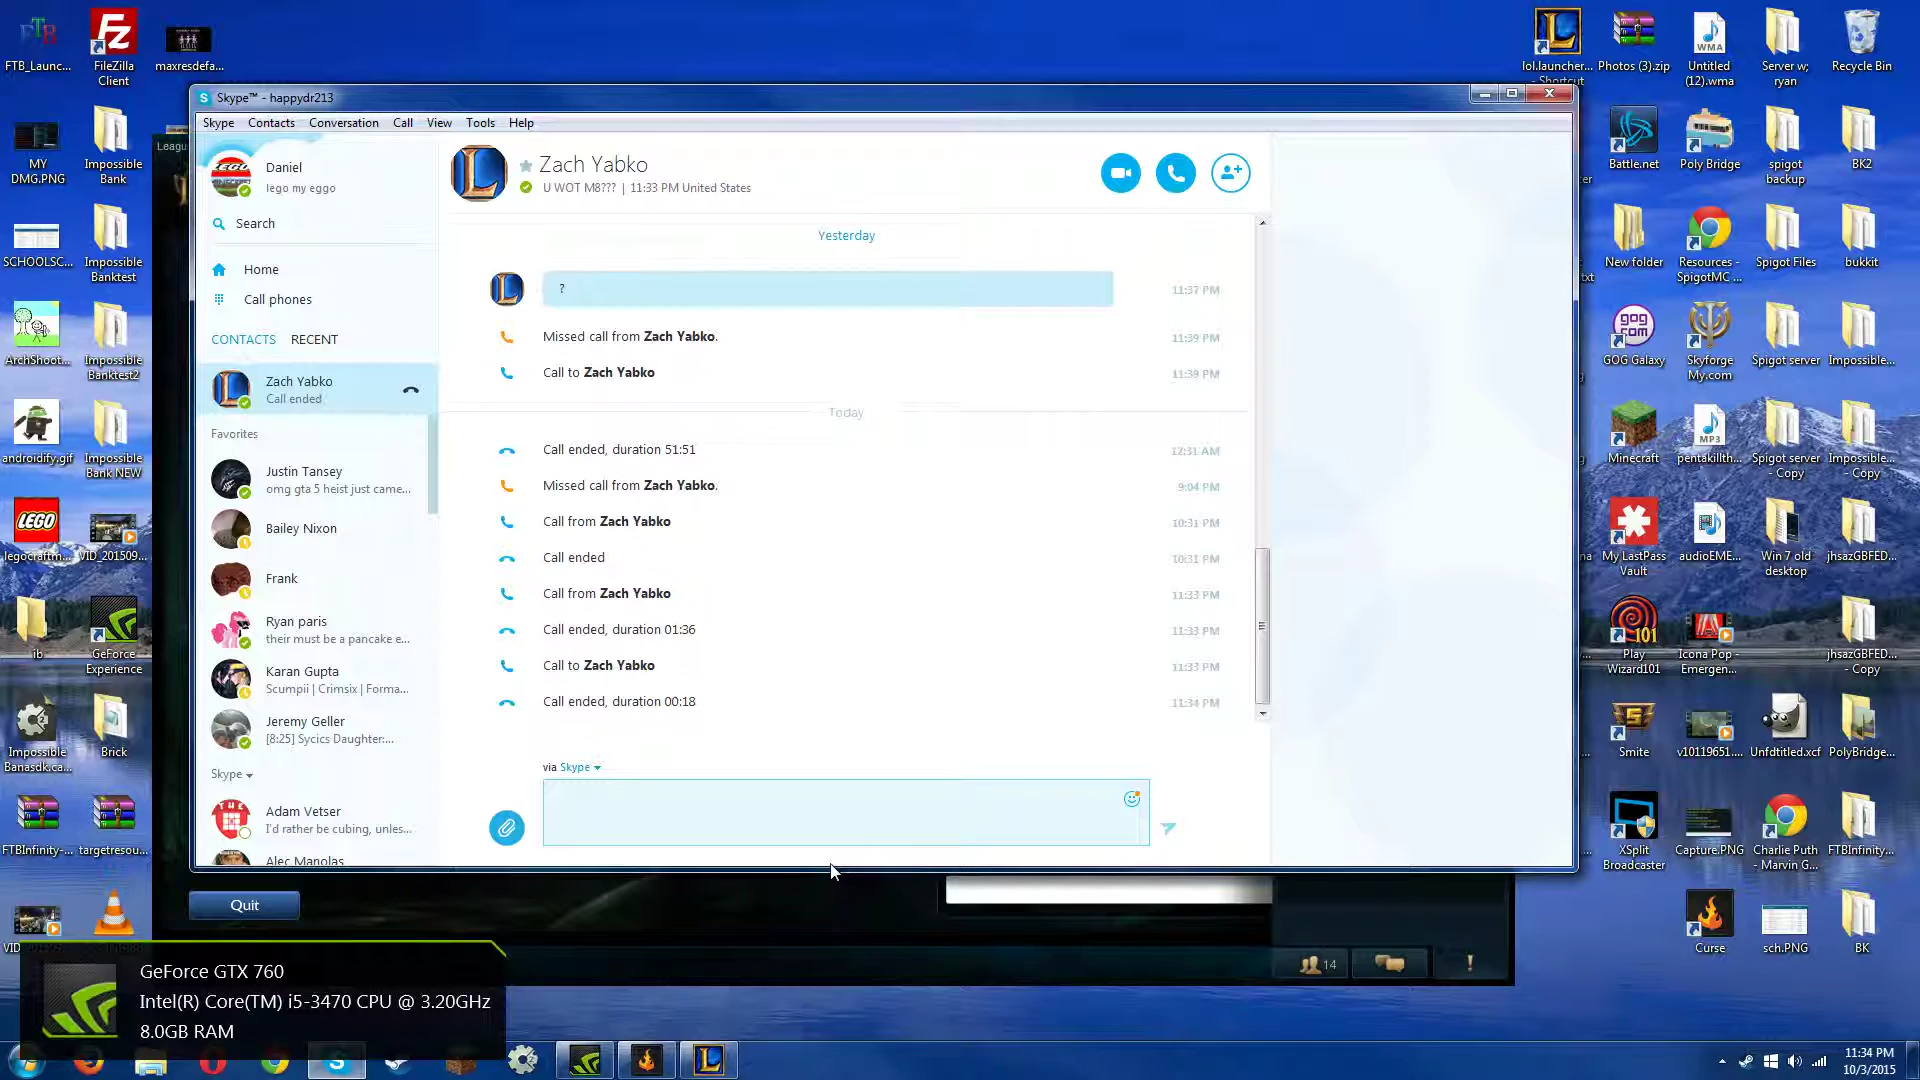 FTB_Launc...
FileZilla
Client
maxresdefa...
MY
DMG.PNG
Impossible
Bank
SCHOOLSC...
Impossible
Banktest
ArchShoot...
Impossible
Banktest2
androidify.gif
Impossible
Bank NEW
LEGO
legocraftm...
VID_201509...
ib
GeForce
Experience
Impossible
Banasdk.ca...
Brick
FTBInfinity-...
targetresou...
Skype™ - happydr213
Skype Contacts Conversation Call View Tools Help
Daniel
lego my eggo
Search
Home
Call phones
CONTACTS RECENT
Zach Yabko
Call ended
Favorites
Justin Tansey
omg gta 5 heist just came...
Bailey Nixon
Frank
Ryan paris
their must be a pancake e...
Karan Gupta
Scumpii | Crimsix | Forma...
Jeremy Geller
[8:25] Sycics Daughter:...
Skype
Adam Vetser
I'd rather be cubing, unles...
Alec Manolas
Zach Yabko
U WOT M8??? | 11:33 PM United States
Yesterday
? 11:37 PM
Missed call from Zach Yabko. 11:39 PM
Call to Zach Yabko 11:39 PM
Today
Call ended, duration 51:51 12:31 AM
Missed call from Zach Yabko. 9:04 PM
Call from Zach Yabko 10:31 PM
Call ended 10:31 PM
Call from Zach Yabko 11:33 PM
Call ended, duration 01:36 11:33 PM
Call to Zach Yabko 11:33 PM
Call ended, duration 00:18 11:34 PM
via Skype
Quit
14
GeForce GTX 760
Intel(R) Core(TM) i5-3470 CPU @ 3.20GHz
8.0GB RAM
lol.launcher...
- Shortcut
Photos (3).zip
WMA
Untitled
(12).wma
Server w;
ryan
Recycle Bin
Battle.net
Poly Bridge
spigot
backup
BK2
New folder
Resources -
SpigotMC ...
Spigot Files
bukkit
gog
com
GOG Galaxy
Skyforge
My.com
Spigot server
Impossible...
Minecraft
MP3
pentakillth...
Spigot server
- Copy
Impossible...
- Copy
My LastPass
Vault
audioEME...
Win 7 old
desktop
jhsazGBFED...
101
Play
Wizard101
Icona Pop -
Emergen...
jhsazGBFED...
- Copy
Smite
v10119651....
Unfdtitled.xcf
PolyBridge...
XSplit
Broadcaster
Capture.PNG
Charlie Puth
- Marvin G...
FTBInfinity...
Curse
sch.PNG
BK
11:34 PM
10/3/2015